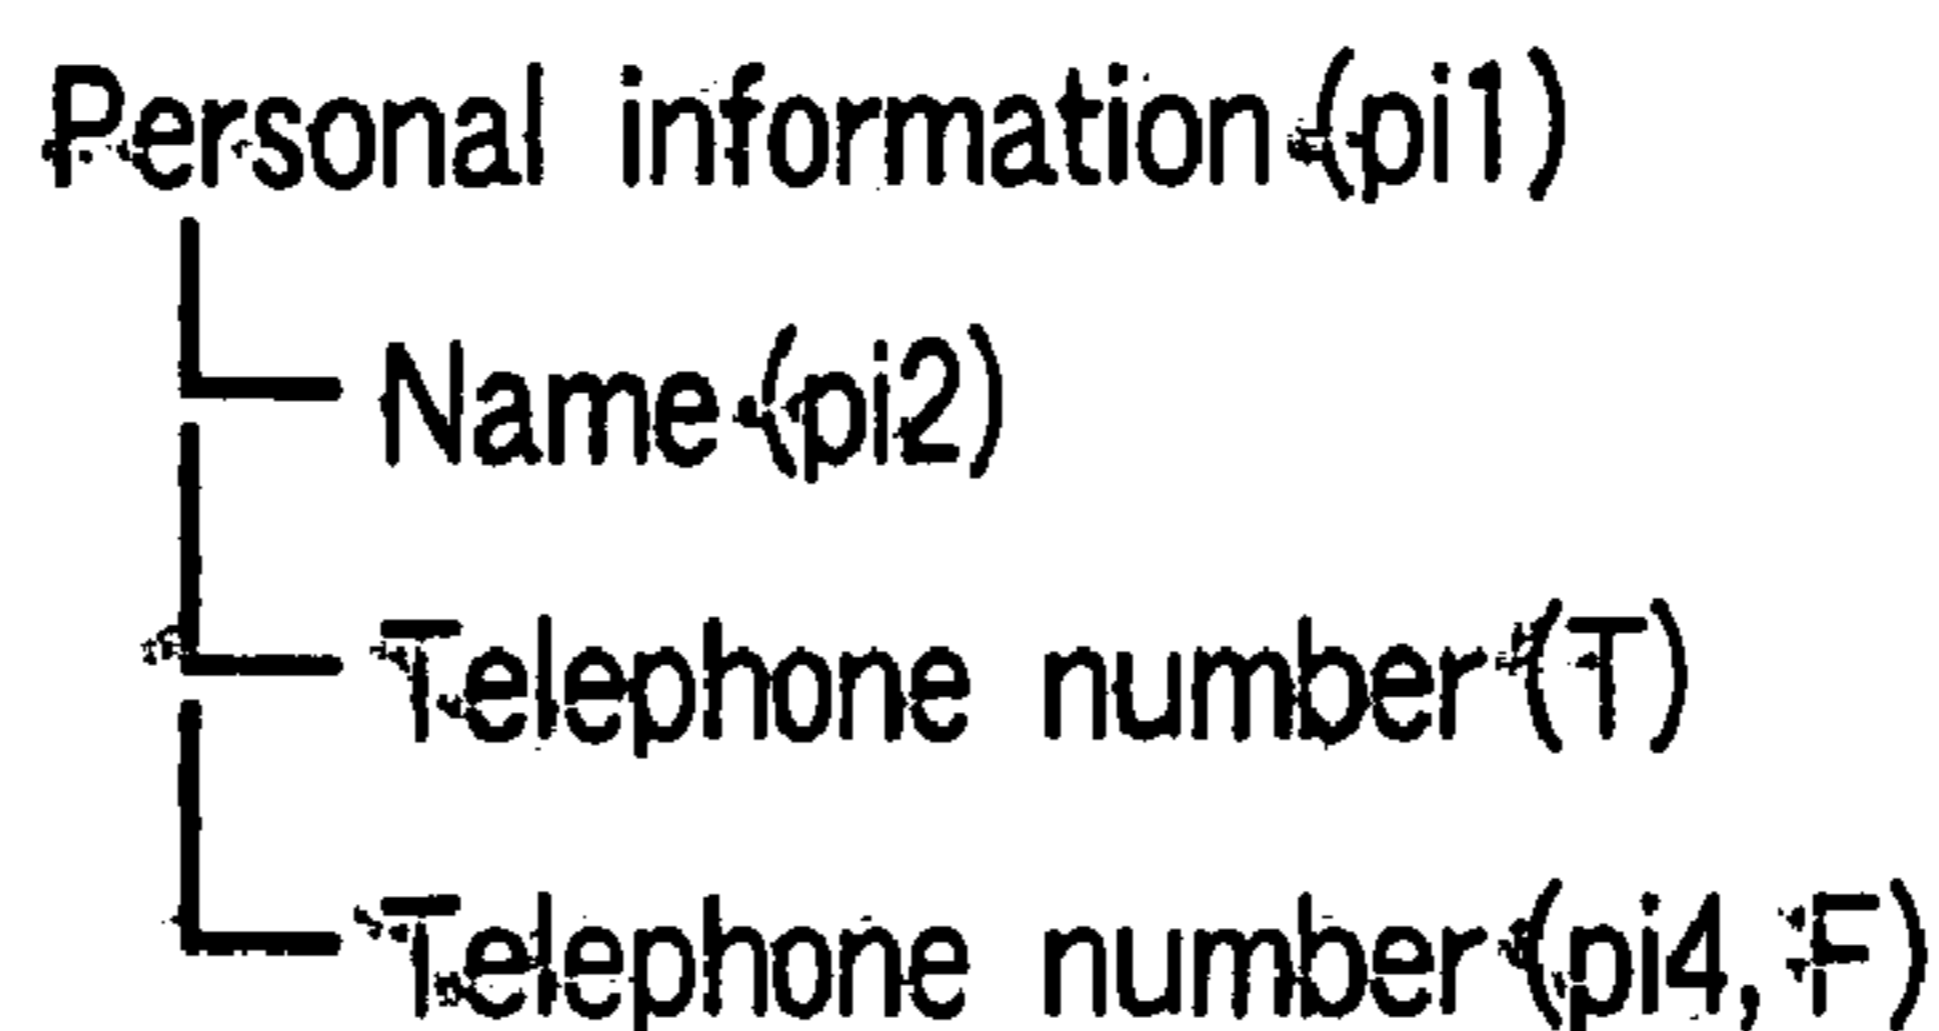 Personal information (pi1)
Name (pi2)
Telephone number (T)
Telephone number (pi4, F)